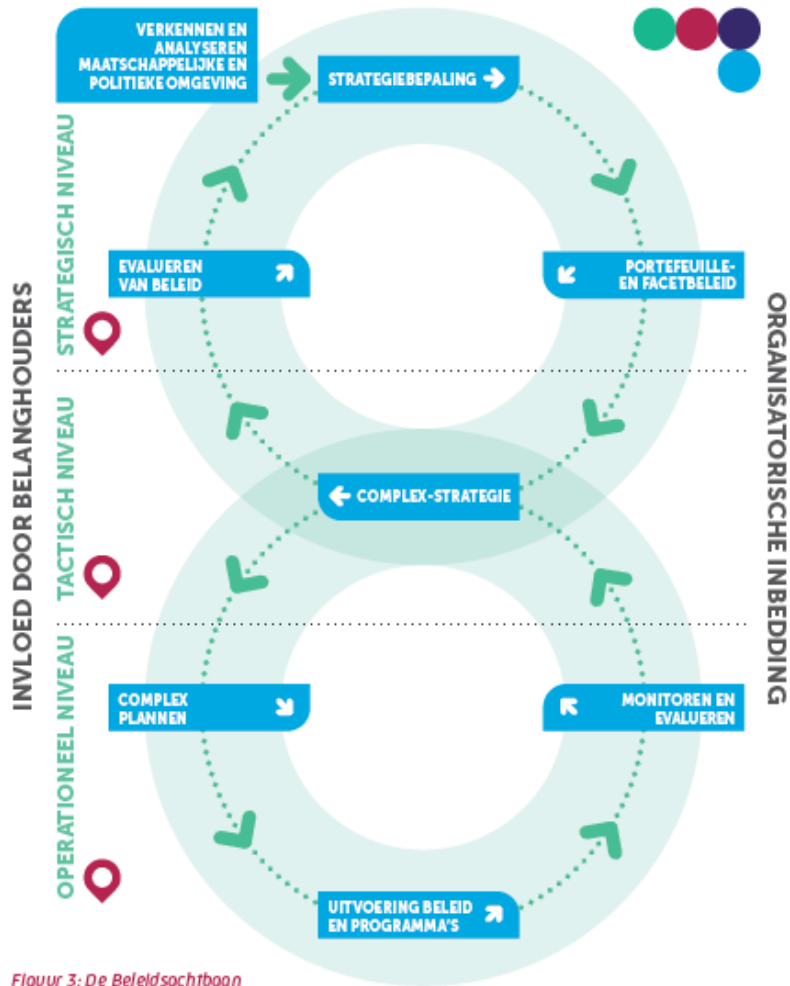 VERKENNEN EN
ANALYSEREN
MAATSCHAPPELIJKE EN
POLITIEKE OMGEVING
STRATEGIEBEPALING
STRATEGISCH NIVEAU
EVALUEREN
VAN BELEID
PORTEFEUILLE-
EN FACETBELEID
INVLOED DOOR BELANGHOUDERS
ORGANISATORISCHE INBEDDING
TACTISCH NIVEAU
COMPLEX-STRATEGIE
OPERATIONEEL NIVEAU
COMPLEX
PLANNEN
MONITOREN EN
EVALUEREN
UITVOERING BELEID
EN PROGRAMMA'S
Figuur 3: De Beleidsachtbaan